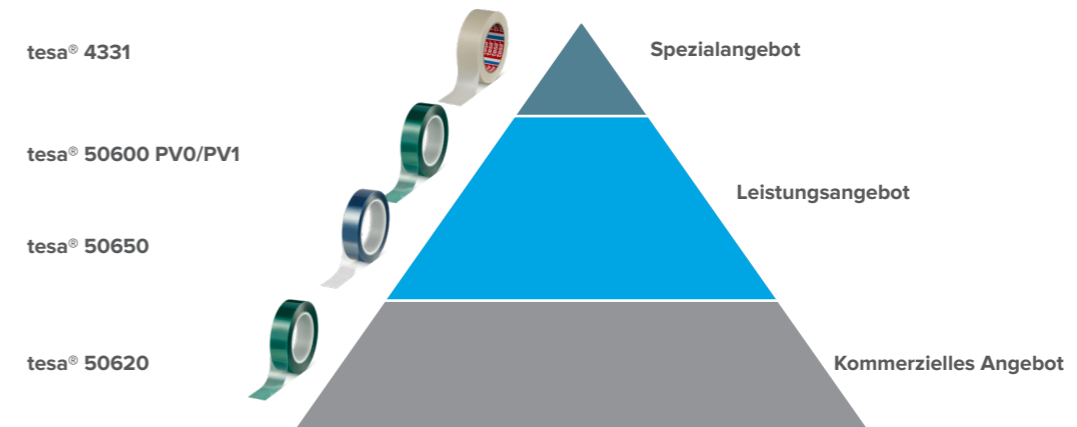 tesa® 4331
Spezialangebot
tesa® 50600 PV0/PV1
Leistungsangebot
tesa® 50650
tesa® 50620
Kommerzielles Angebot